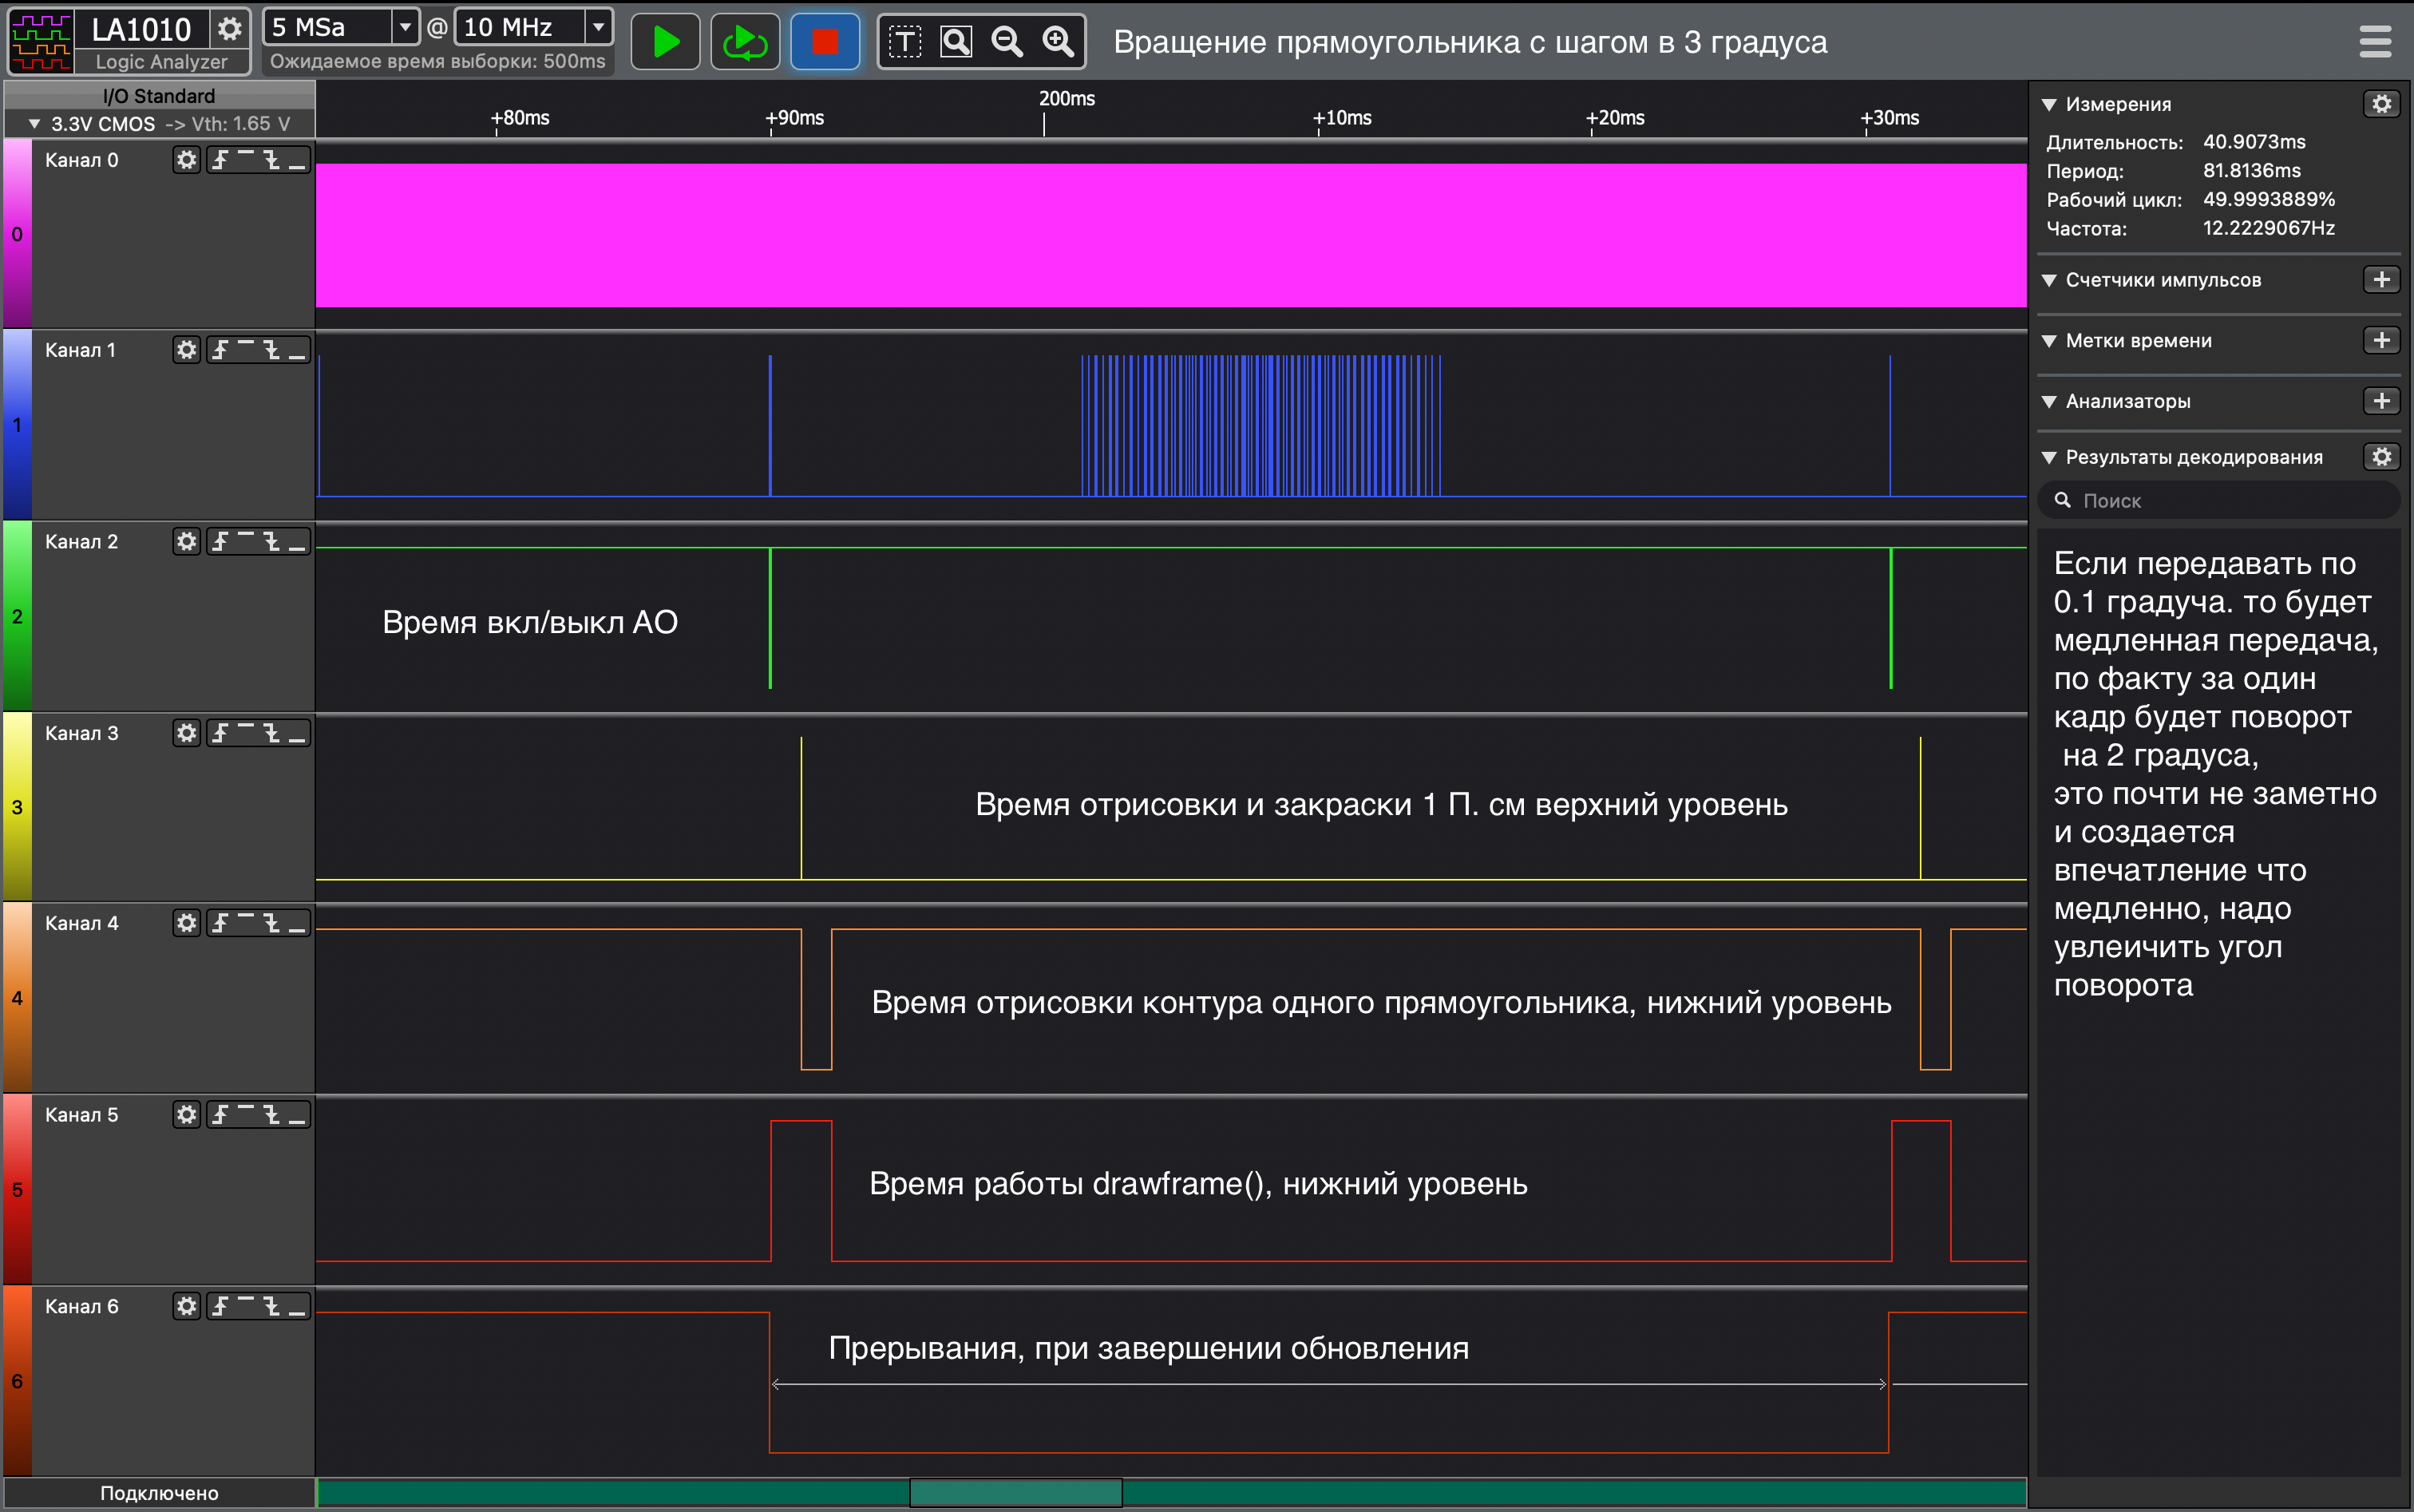 LA1010
Logic Analyzer
5 MSa @ 10 MHz
Ожидаемое время выборки: 500ms
T
Вращение прямоугольника с шагом в 3 градуса
I/O Standard
3.3V CMOS -> Vth: 1.65 V
200ms
+80ms +90ms +10ms +20ms +30ms
Канал 0
0
Канал 1
1
Канал 2
2
Время вкл/выкл АО
Канал 3
3
Время отрисовки и закраски 1 П. см верхний уровень
Канал 4
4
Время отрисовки контура одного прямоугольника, нижний уровень
Канал 5
5
Время работы drawframe(), нижний уровень
Канал 6
6
Прерывания, при завершении обновления
Подключено
Измерения
Длительность: 40.9073ms
Период: 81.8136ms
Рабочий цикл: 49.9993889%
Частота: 12.2229067Hz
Счетчики импульсов
Метки времени
Анализаторы
Результаты декодирования
Поиск
Если передавать по
0.1 градуча. то будет
медленная передача,
по факту за один
кадр будет поворот
на 2 градуса,
это почти не заметно
и создается
впечатление что
медленно, надо
увлеичить угол
поворота